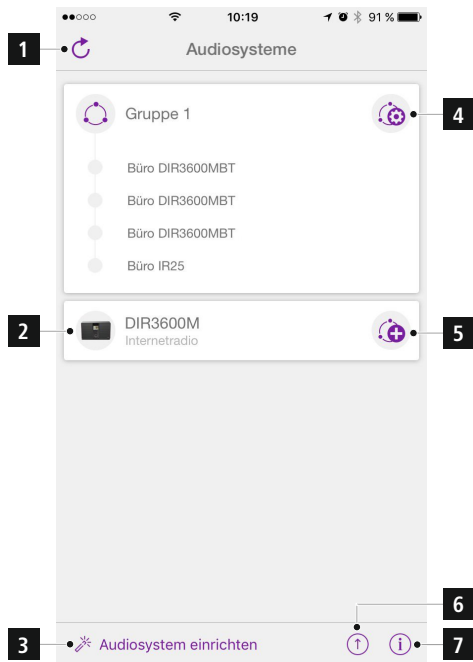 10:19
91 %
1
Audiosysteme
Gruppe 1
4
Büro DIR3600MBT
Büro DIR3600MBT
Büro DIR3600MBT
Büro IR25
2
DIR3600M
Internetradio
5
6
3
Audiosystem einrichten
i
7